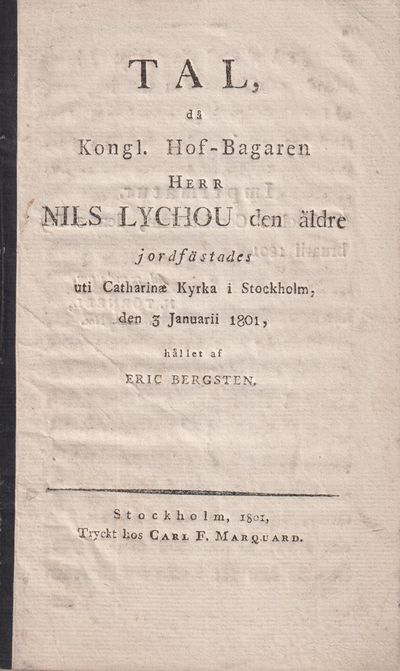 TAL,
då
Kongl. Hof-Bagaren
HERR
NILS LYCHOU den äldre
jordfästades
uti Catharinæ Kyrka i Stockholm,
den 3 Januarii 1801,
hållet af
ERIC BERGSTEN.
Stockholm, 1801,
Tryckt hos CARL F. MARQUARD.